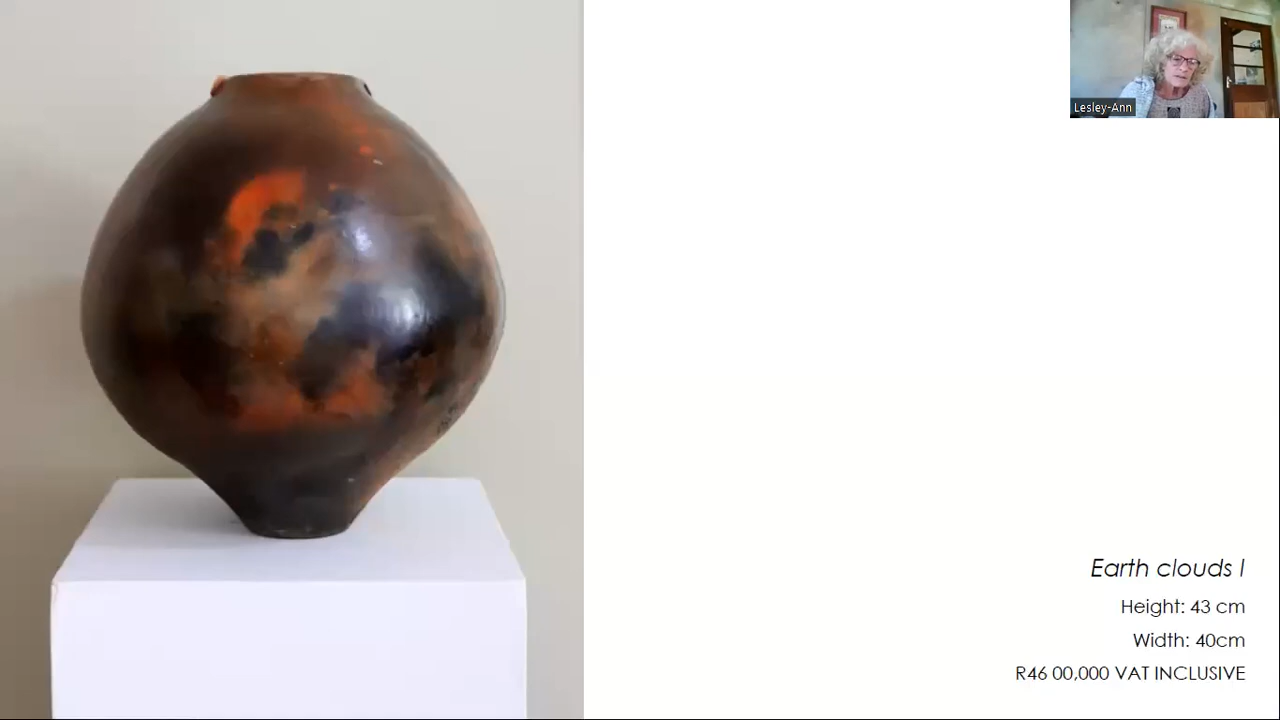 Lesley-Ann
Earth clouds I
Height: 43 cm
Width: 40cm
R46 00,000 VAT INCLUSIVE